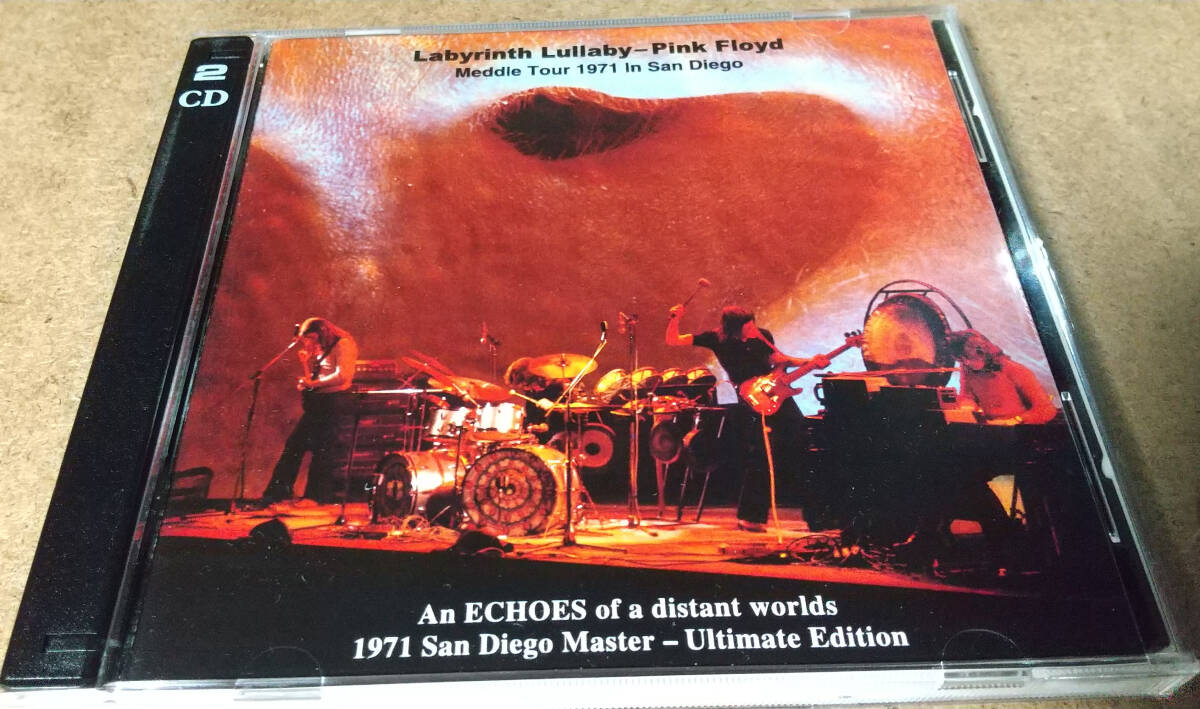 2
CD
Labyrinth Lullaby–Pink Floyd
Meddle Tour 1971 In San Diego
An ECHOES of a distant worlds
1971 San Diego Master – Ultimate Edition